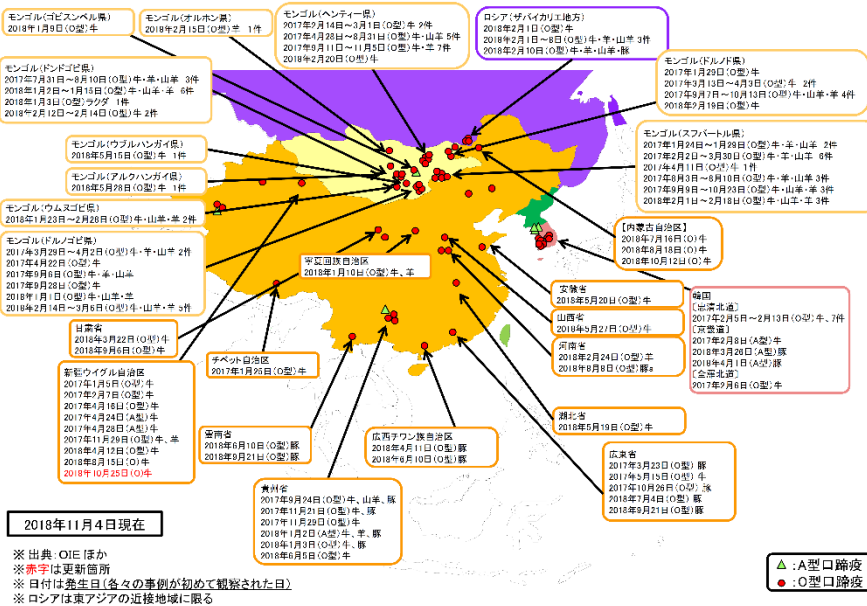 モンゴル(ゴビスンベル県)
2018年1月9日(O型)牛
モンゴル(オルホン県)
2018年2月15日(O型)羊 1件
モンゴル(ヘンティー県)
2017年2月14日～3月1日(O型)牛 2件
2017年4月28日～8月31日(O型)牛・山羊 5件
2017年9月11日～11月5日(O型)牛・羊 7件
2018年2月20日(O型)牛
ロシア(ザバイカリエ地方)
2018年2月1日(O型)牛
2018年2月1日～8日(O型)牛・羊・山羊 3件
2018年2月10日(O型)牛・羊・山羊・豚
モンゴル(ドルノド県)
2017年1月29日(O型)牛
2017年3月13日～4月3日(O型)牛 2件
2017年9月7日～10月13日(O型)牛・山羊・羊 4件
2018年2月19日(O型)牛
モンゴル(ドンドゴビ県)
2017年7月31日～8月10日(O型)牛・羊・山羊 3件
2018年1月2日～1月15日(O型)牛・山羊・羊 6件
2018年1月3日(O型)ラクダ 1件
2018年2月12日～2月14日(O型)牛 2件
モンゴル(ウブルハンガイ県)
2018年5月15日(O型)牛 1件
モンゴル(アルクハンガイ県)
2018年5月28日(O型)牛 1件
モンゴル(ウムヌゴビ県)
2018年1月23日～2月28日(O型)牛・山羊・羊 2件
モンゴル(スフバートル県)
2017年1月24日～1月29日(O型)牛・羊・山羊 2件
2017年2月2日～3月30日(O型)牛・羊・山羊 6件
2017年4月11日(O型)牛 1件
2017年8月3日～8月10日(O型)牛・羊・山羊 3件
2017年9月9日～10月23日(O型)牛・山羊・羊 3件
2018年2月1日～2月18日(O型)牛・山羊・羊 3件
モンゴル(ドルノゴビ県)
2017年3月29日～4月2日(O型)牛・羊・山羊 2件
2017年4月22日(O型)牛
2017年9月6日(O型)牛・羊・山羊
2017年9月28日(O型)牛
2018年1月1日(O型)牛・山羊・羊
2018年2月14日～3月6日(O型)牛・山羊・羊 5件
【内蒙古自治区】
2018年7月16日(O)牛
2018年8月18日(O)牛
2018年10月12日(O)牛
寧夏回族自治区
2018年1月10日(O型)牛、羊
安徽省
2018年5月20日(O型)牛
山西省
2018年5月27日(O型)牛
河南省
2018年2月24日(O型)羊
2018年8月8日(O型)豚s
韓国
[忠清北道]
2017年2月5日～2月13日(O型)牛、7件
[京畿道]
2017年2月8日(A型)牛
2018年3月26日(A型)豚
2018年4月1日(A型)豚
[全羅北道]
2017年2月6日(O型)牛
甘粛省
2018年3月22日(O型)牛
2018年9月6日(O型)牛
チベット自治区
2017年1月25日(O型)牛
新疆ウイグル自治区
2017年1月5日(O型)牛
2017年2月7日(O型)牛
2017年4月16日(O型)牛
2017年4月24日(A型)牛
2017年4月28日(A型)牛
2017年11月29日(O型)牛、羊
2018年4月12日(O型)牛
2018年8月15日(O)牛
2018年10月25日(O)牛
雲南省
2018年6月10日(O型)豚
2018年9月21日(O型)豚
広西チワン族自治区
2018年4月11日(O型)豚
2018年6月10日(O型)豚
湖北省
2018年5月19日(O型)牛
貴州省
2017年9月24日(O型)牛、山羊、豚
2017年11月21日(O型)牛、豚
2017年11月29日(O型)牛
2018年1月2日(A型)牛、羊、豚
2018年1月3日(O型)牛、豚
2018年6月5日(O型)牛
広東省
2017年3月23日(O型)豚
2017年5月15日(O型)牛
2017年10月26日(O型)豚
2018年7月4日(O型)豚
2018年9月21日(O型)豚
2018年11月4日現在
※ 出典:OIE ほか
※赤字は更新箇所
※ 日付は発生日(各々の事例が初めて観察された日)
※ ロシアは東アジアの近接地域に限る
△ :A型口蹄疫
● :O型口蹄疫